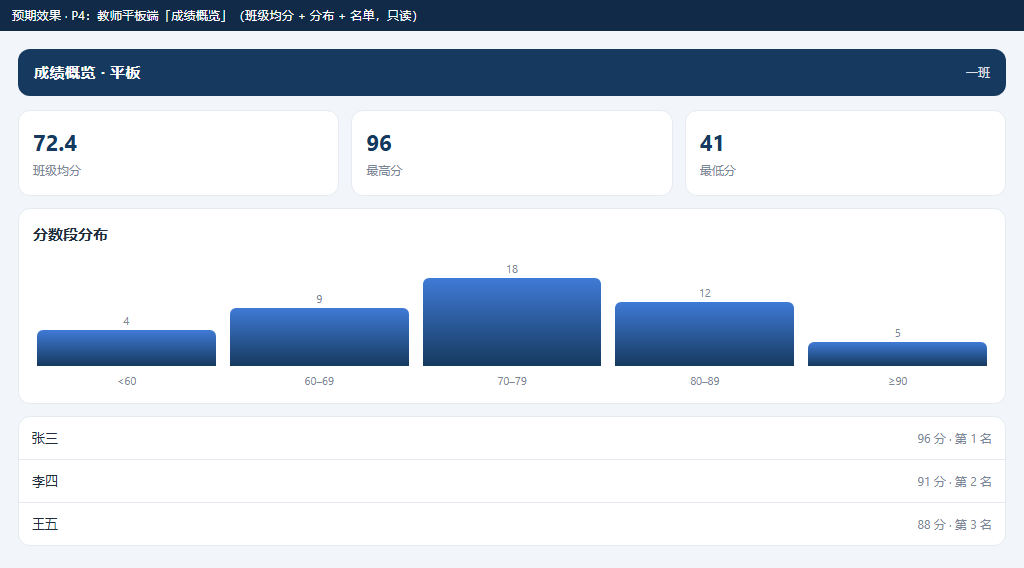 预期效果 · P4：教师平板端「成绩概览」（班级均分 + 分布 + 名单，只读）
成绩概览 · 平板
一班
72.4
班级均分
96
最高分
41
最低分
分数段分布
4
9
18
12
5
<60
60–69
70–79
80–89
≥90
张三
96 分 · 第 1 名
李四
91 分 · 第 2 名
王五
88 分 · 第 3 名